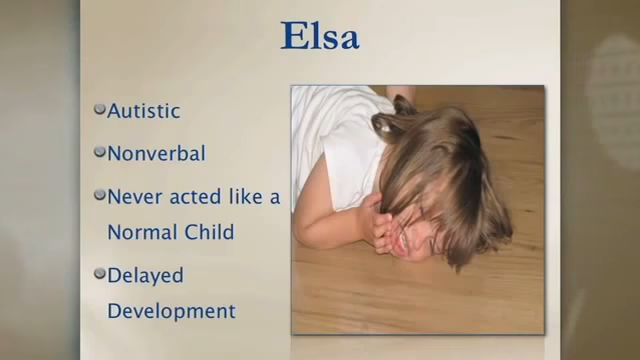 Elsa
Autistic
Nonverbal
Never acted like a
Normal Child
Delayed
Development